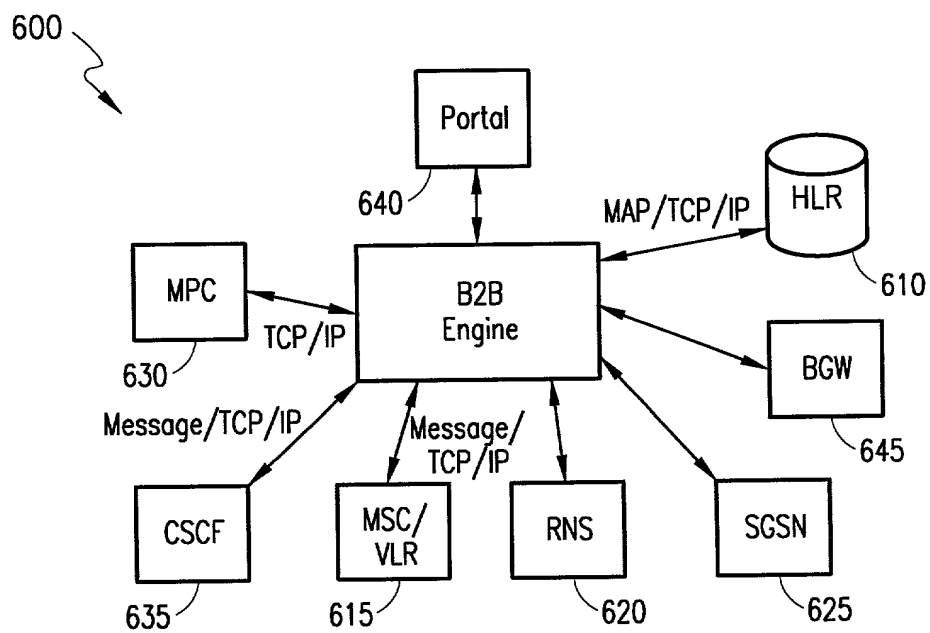 600
Portal
640
MAP/TCP/IP
HLR
610
MPC
630
TCP/IP
B2B
Engine
BGW
645
Message/TCP/IP
Message/
TCP/IP
CSCF
635
MSC/
VLR
615
RNS
620
SGSN
625